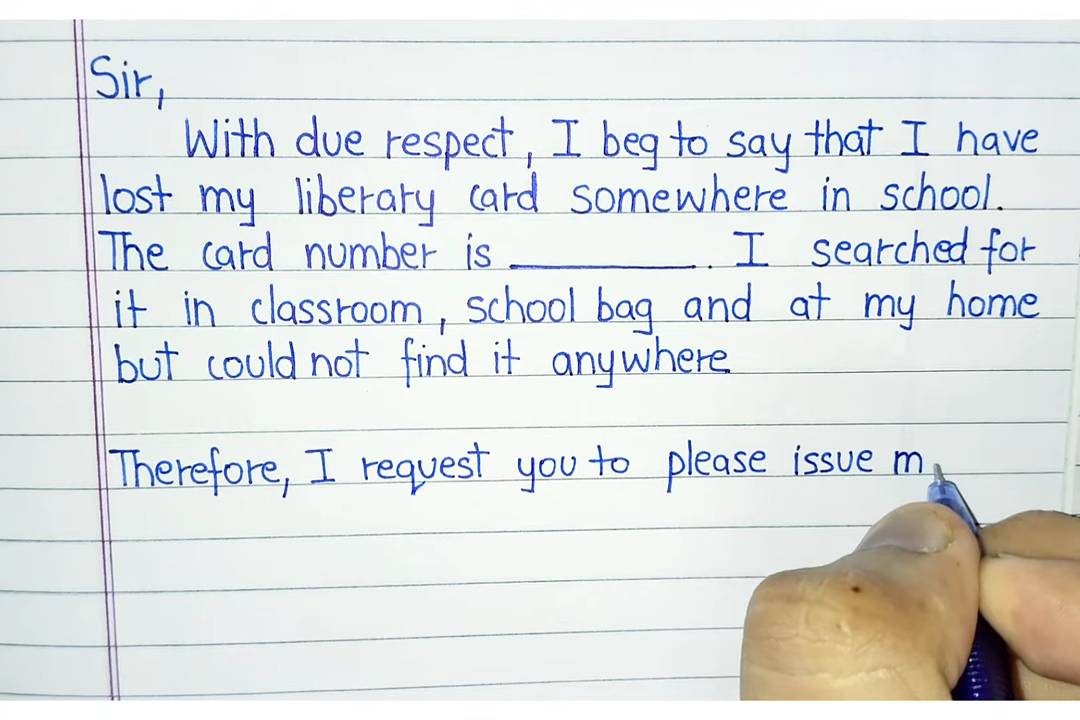 Sir,
With due respect, I beg to say that I have
lost my liberary card somewhere in school.
The card number is ________. I searched for
it in classroom, school bag and at my home
but could not find it anywhere
Therefore, I request you to please issue m